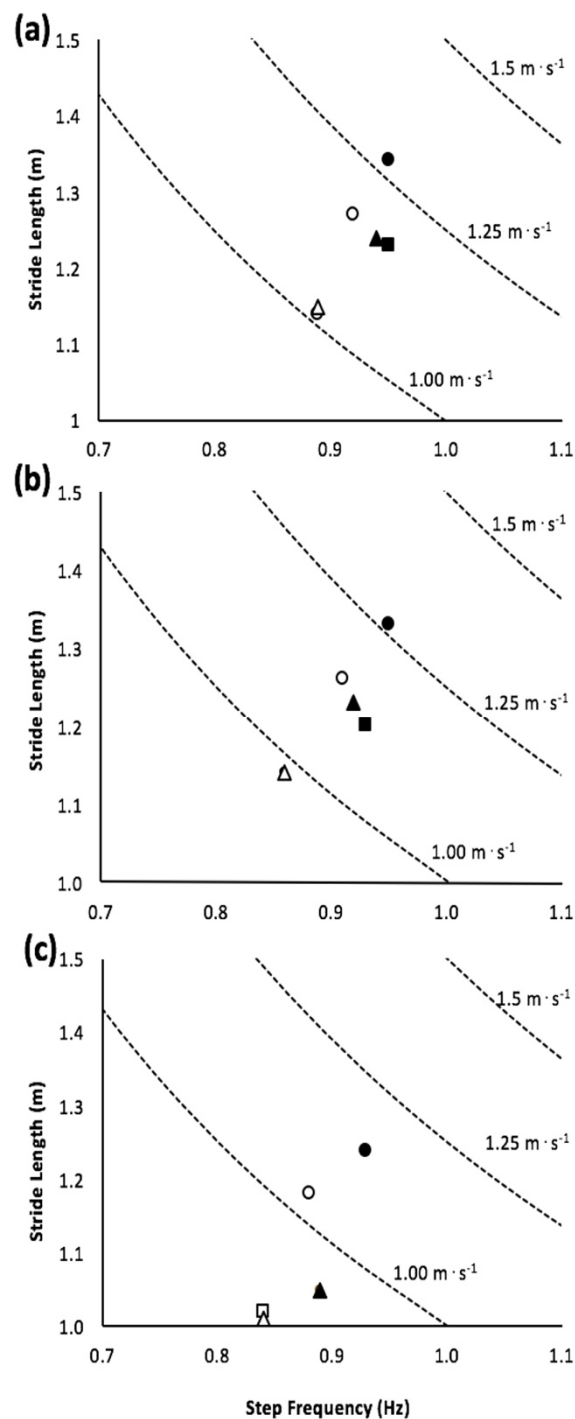 (a)
1.5
1.4
1.3
1.2
1.1
1
Stride Length (m)
1.5 m · s-1
1.25 m · s-1
1.00 m · s-1
0.7 0.8 0.9 1.0 1.1
(b)
1.5
1.4
1.3
1.2
1.1
1.0
Stride Length (m)
1.5 m · s-1
1.25 m · s-1
1.00 m · s-1
0.7 0.8 0.9 1.0 1.1
(c)
1.5
1.4
1.3
1.2
1.1
1.0
Stride Length (m)
1.5 m · s-1
1.25 m · s-1
1.00 m · s-1
0.7 0.8 0.9 1.0 1.1
Step Frequency (Hz)